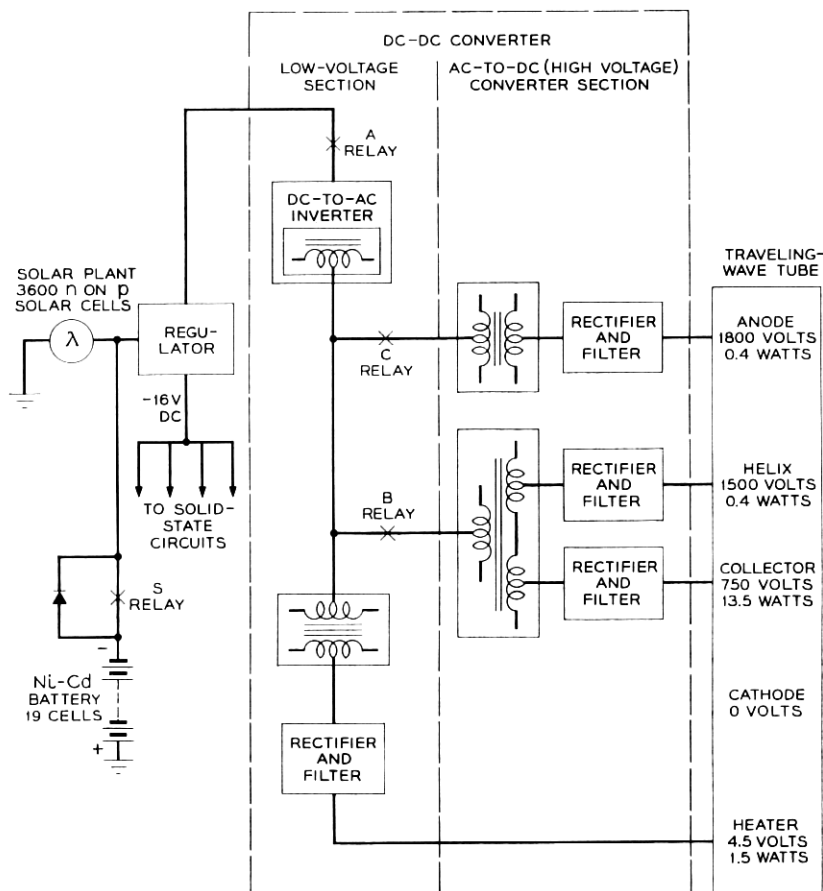 DC-DC CONVERTER
LOW-VOLTAGE
SECTION
AC-TO-DC (HIGH VOLTAGE)
CONVERTER SECTION
A
RELAY
DC-TO-AC
INVERTER
SOLAR PLANT
3600 n ON p
SOLAR CELLS
λ
REGU-
LATOR
-16V
DC
TO SOLID-
STATE
CIRCUITS
S
RELAY
-
Ni-Cd
BATTERY
19 CELLS
+
C
RELAY
B
RELAY
RECTIFIER
AND
FILTER
RECTIFIER
AND
FILTER
RECTIFIER
AND
FILTER
RECTIFIER
AND
FILTER
TRAVELING-
WAVE TUBE
ANODE
1800 VOLTS
0.4 WATTS
HELIX
1500 VOLTS
0.4 WATTS
COLLECTOR
750 VOLTS
13.5 WATTS
CATHODE
0 VOLTS
HEATER
4.5 VOLTS
1.5 WATTS